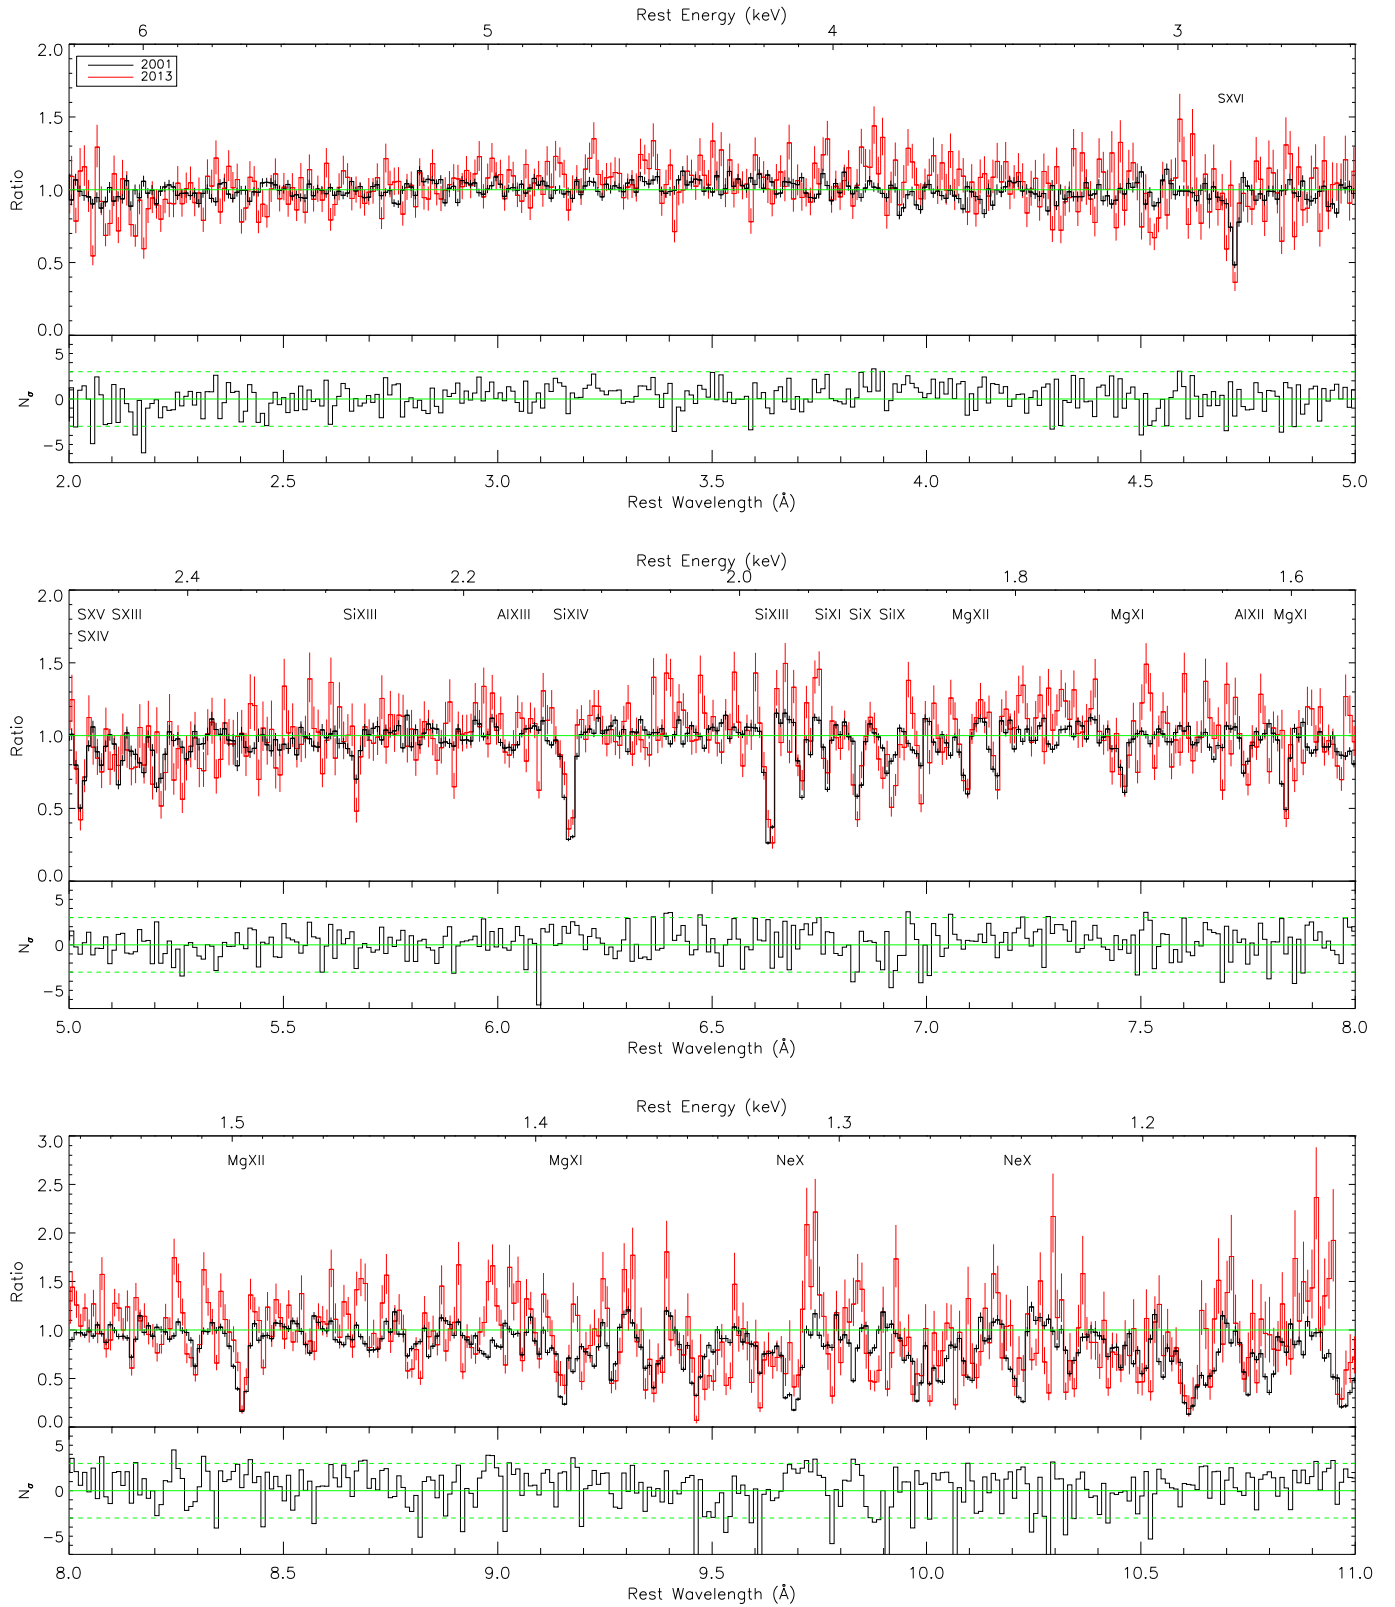 Rest Energy (keV)
6 5 4 3
2.0
1.5
1.0
0.5
0.0
Ratio
2001
2013
SXVI
5
0
−5
Nσ
2.0 2.5 3.0 3.5 4.0 4.5 5.0
Rest Wavelength (Å)
Rest Energy (keV)
2.4 2.2 2.0 1.8 1.6
2.0
1.5
1.0
0.5
0.0
Ratio
SXV SXIII SiXIII AlXIII SiXIV SiXIII SiXI SiX SiIX MgXII MgXI AlXII MgXI
SXIV
5
0
−5
Nσ
5.0 5.5 6.0 6.5 7.0 7.5 8.0
Rest Wavelength (Å)
Rest Energy (keV)
1.5 1.4 1.3 1.2
3.0
2.5
2.0
1.5
1.0
0.5
0.0
Ratio
MgXII MgXI NeX NeX
5
0
−5
Nσ
8.0 8.5 9.0 9.5 10.0 10.5 11.0
Rest Wavelength (Å)